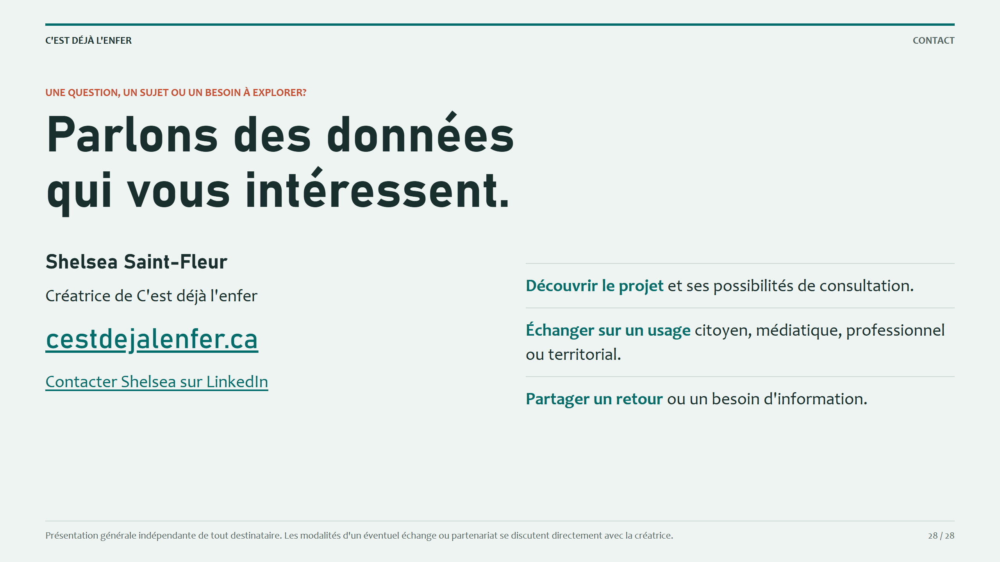 C'EST DÉJÀ L'ENFER
CONTACT
UNE QUESTION, UN SUJET OU UN BESOIN À EXPLORER?
Parlons des données
qui vous intéressent.
Shelsea Saint-Fleur
Créatrice de C'est déjà l'enfer
cestdejalenfer.ca
Contacter Shelsea sur LinkedIn
Découvrir le projet et ses possibilités de consultation.
Échanger sur un usage citoyen, médiatique, professionnel
ou territorial.
Partager un retour ou un besoin d'information.
Présentation générale indépendante de tout destinataire. Les modalités d'un éventuel échange ou partenariat se discutent directement avec la créatrice.
28 / 28